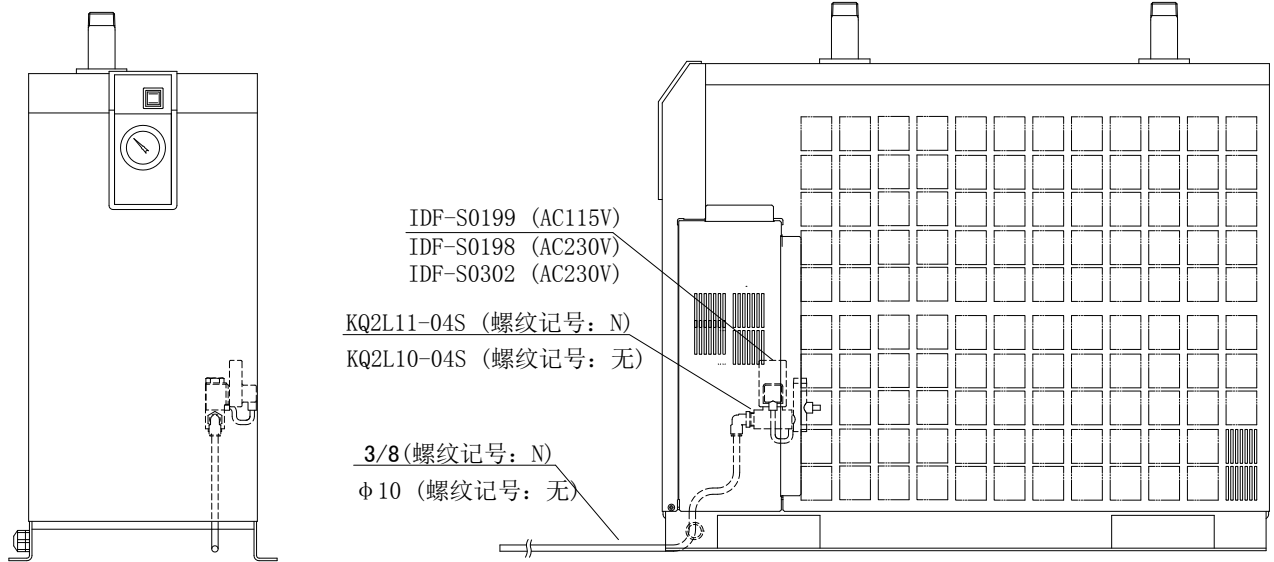 IDF-S0199 (AC115V)
IDF-S0198 (AC230V)
IDF-S0302 (AC230V)
KQ2L11-04S (螺纹记号: N)
KQ2L10-04S (螺纹记号: 无)
3/8(螺纹记号: N)
φ10 (螺纹记号: 无)